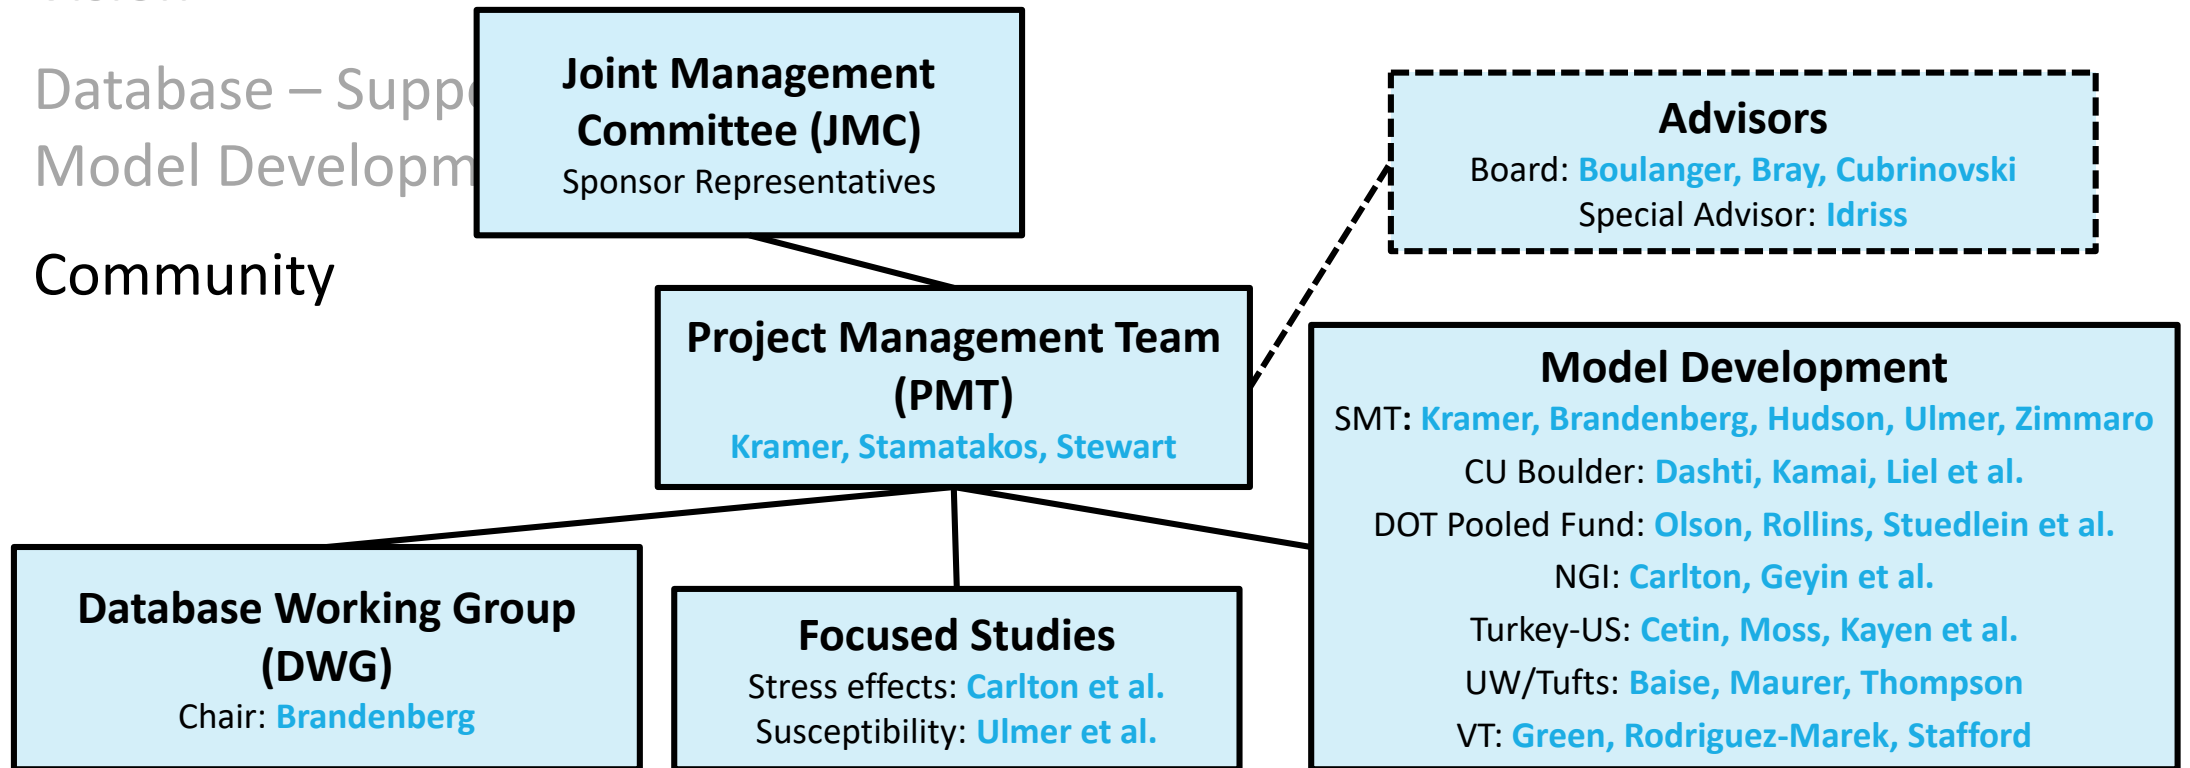 Database – Supp
Model Developm
Community
Joint Management
Committee (JMC)
Sponsor Representatives
Advisors
Board: Boulanger, Bray, Cubrinovski
Special Advisor: Idriss
Project Management Team
(PMT)
Kramer, Stamatakos, Stewart
Model Development
SMT: Kramer, Brandenberg, Hudson, Ulmer, Zimmaro
CU Boulder: Dashti, Kamai, Liel et al.
DOT Pooled Fund: Olson, Rollins, Stuedlein et al.
NGI: Carlton, Geyin et al.
Turkey-US: Cetin, Moss, Kayen et al.
UW/Tufts: Baise, Maurer, Thompson
VT: Green, Rodriguez-Marek, Stafford
Database Working Group
(DWG)
Chair: Brandenberg
Focused Studies
Stress effects: Carlton et al.
Susceptibility: Ulmer et al.